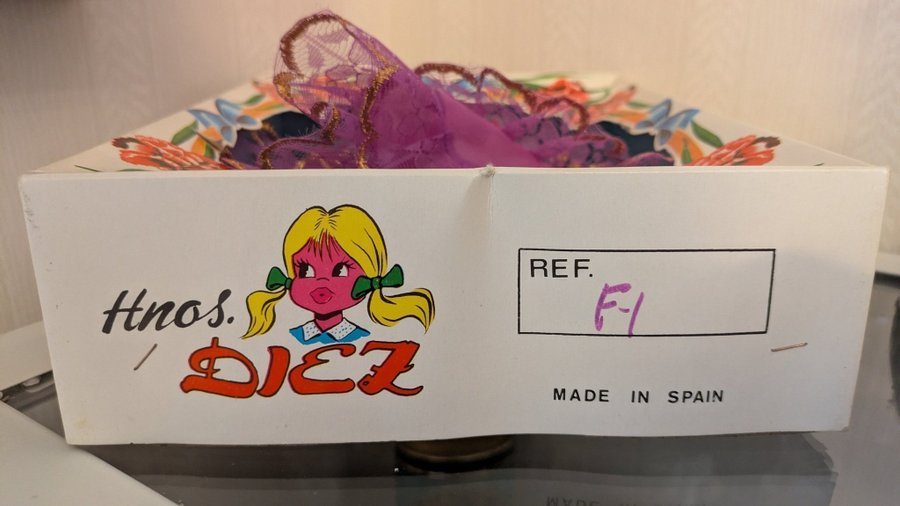 Hnos.
DIEZ
REF.
F-1
MADE IN SPAIN